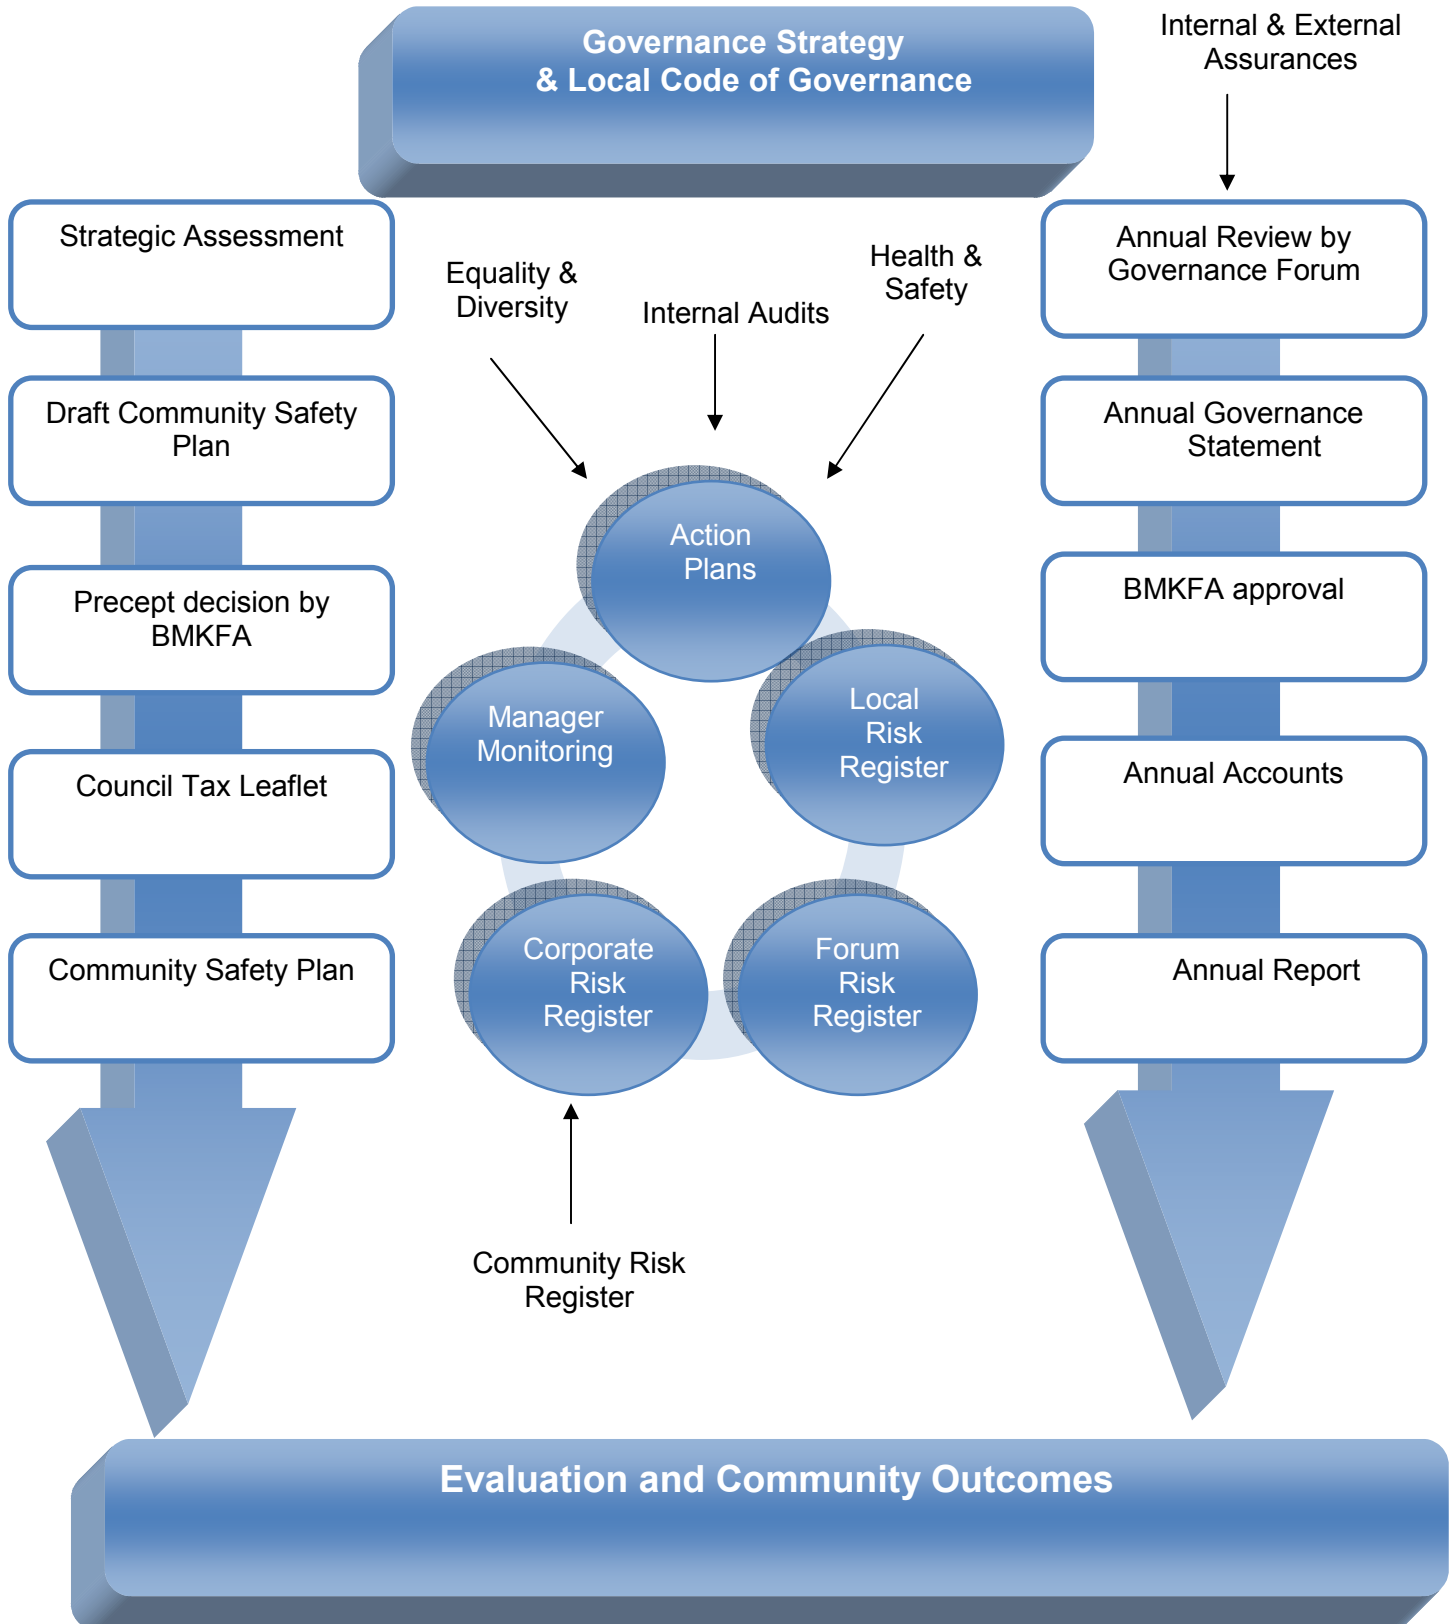 Governance Strategy
& Local Code of Governance
Internal & External
Assurances
Strategic Assessment
Draft Community Safety
Plan
Precept decision by
BMKFA
Council Tax Leaflet
Community Safety Plan
Equality &
Diversity
Internal Audits
Health &
Safety
Action
Plans
Manager
Monitoring
Local
Risk
Register
Corporate
Risk
Register
Forum
Risk
Register
Community Risk
Register
Annual Review by
Governance Forum
Annual Governance
Statement
BMKFA approval
Annual Accounts
Annual Report
Evaluation and Community Outcomes